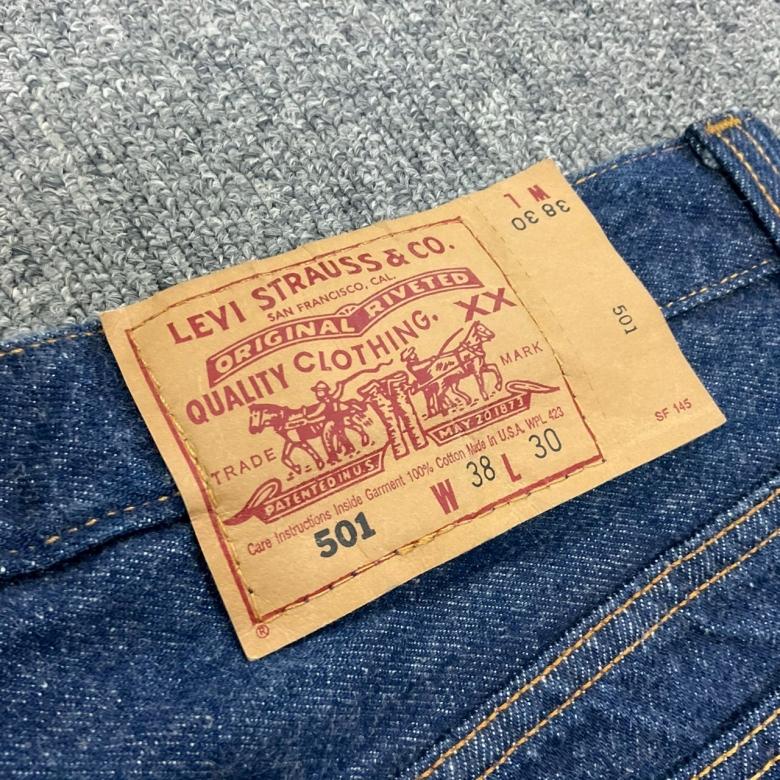 LEVI STRAUSS & CO.
SAN FRANCISCO, CAL.
ORIGINAL RIVETED
QUALITY CLOTHING. XX
TRADE MARK
PATENTED IN U.S. MAY 20 1873
Care Instructions Inside Garment 100% Cotton Made in U.S.A. WPL 423
501 W 38 L 30
®
W L
38 30
501
SF 145